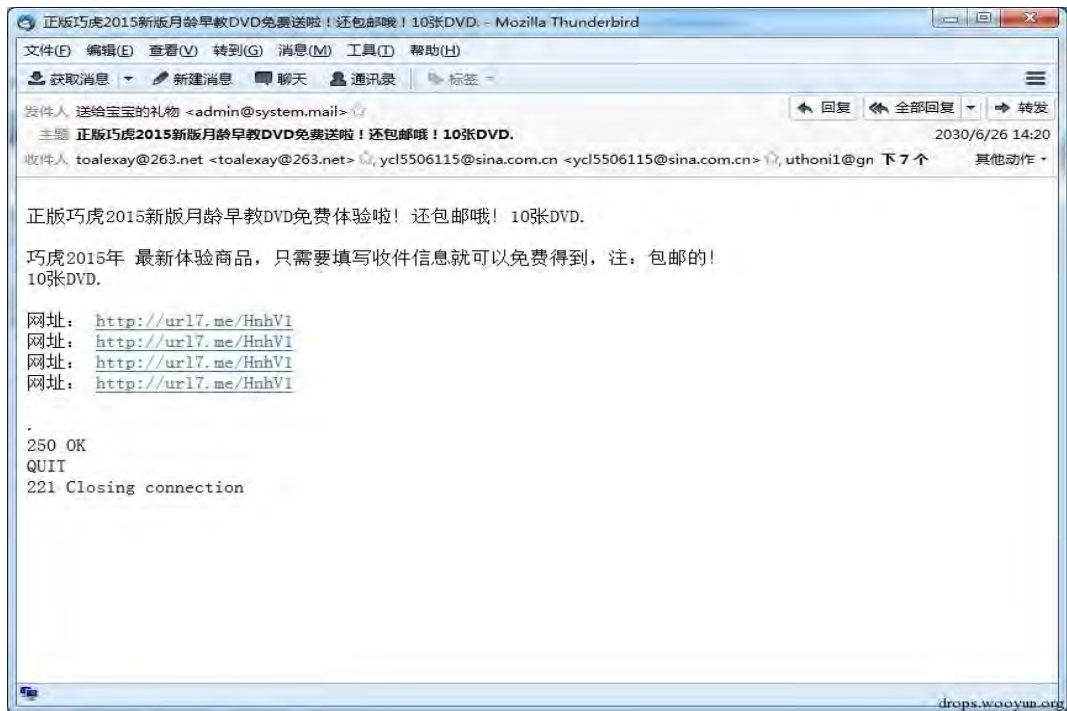 正版巧虎2015新版月龄早教DVD免费送啦！还包邮哦！10张DVD. - Mozilla Thunderbird
文件(F) 编辑(E) 查看(V) 转到(G) 消息(M) 工具(T) 帮助(H)
获取消息 新建消息 聊天 通讯录 标签
发件人 送给宝宝的礼物 <admin@system.mail> 回复 全部回复 转发
主题 正版巧虎2015新版月龄早教DVD免费送啦！还包邮哦！10张DVD. 2030/6/26 14:20
收件人 toalexay@263.net <toalexay@263.net>, ycl5506115@sina.com.cn <ycl5506115@sina.com.cn>, uthoni1@gn 下 7 个 其他动作
正版巧虎2015新版月龄早教DVD免费体验啦！还包邮哦！10张DVD.
巧虎2015年 最新体验商品，只需要填写收件信息就可以免费得到，注：包邮的！
10张DVD.
网址： http://url7.me/HnhV1
网址： http://url7.me/HnhV1
网址： http://url7.me/HnhV1
网址： http://url7.me/HnhV1
.
250 OK
QUIT
221 Closing connection
drops.wooyun.org